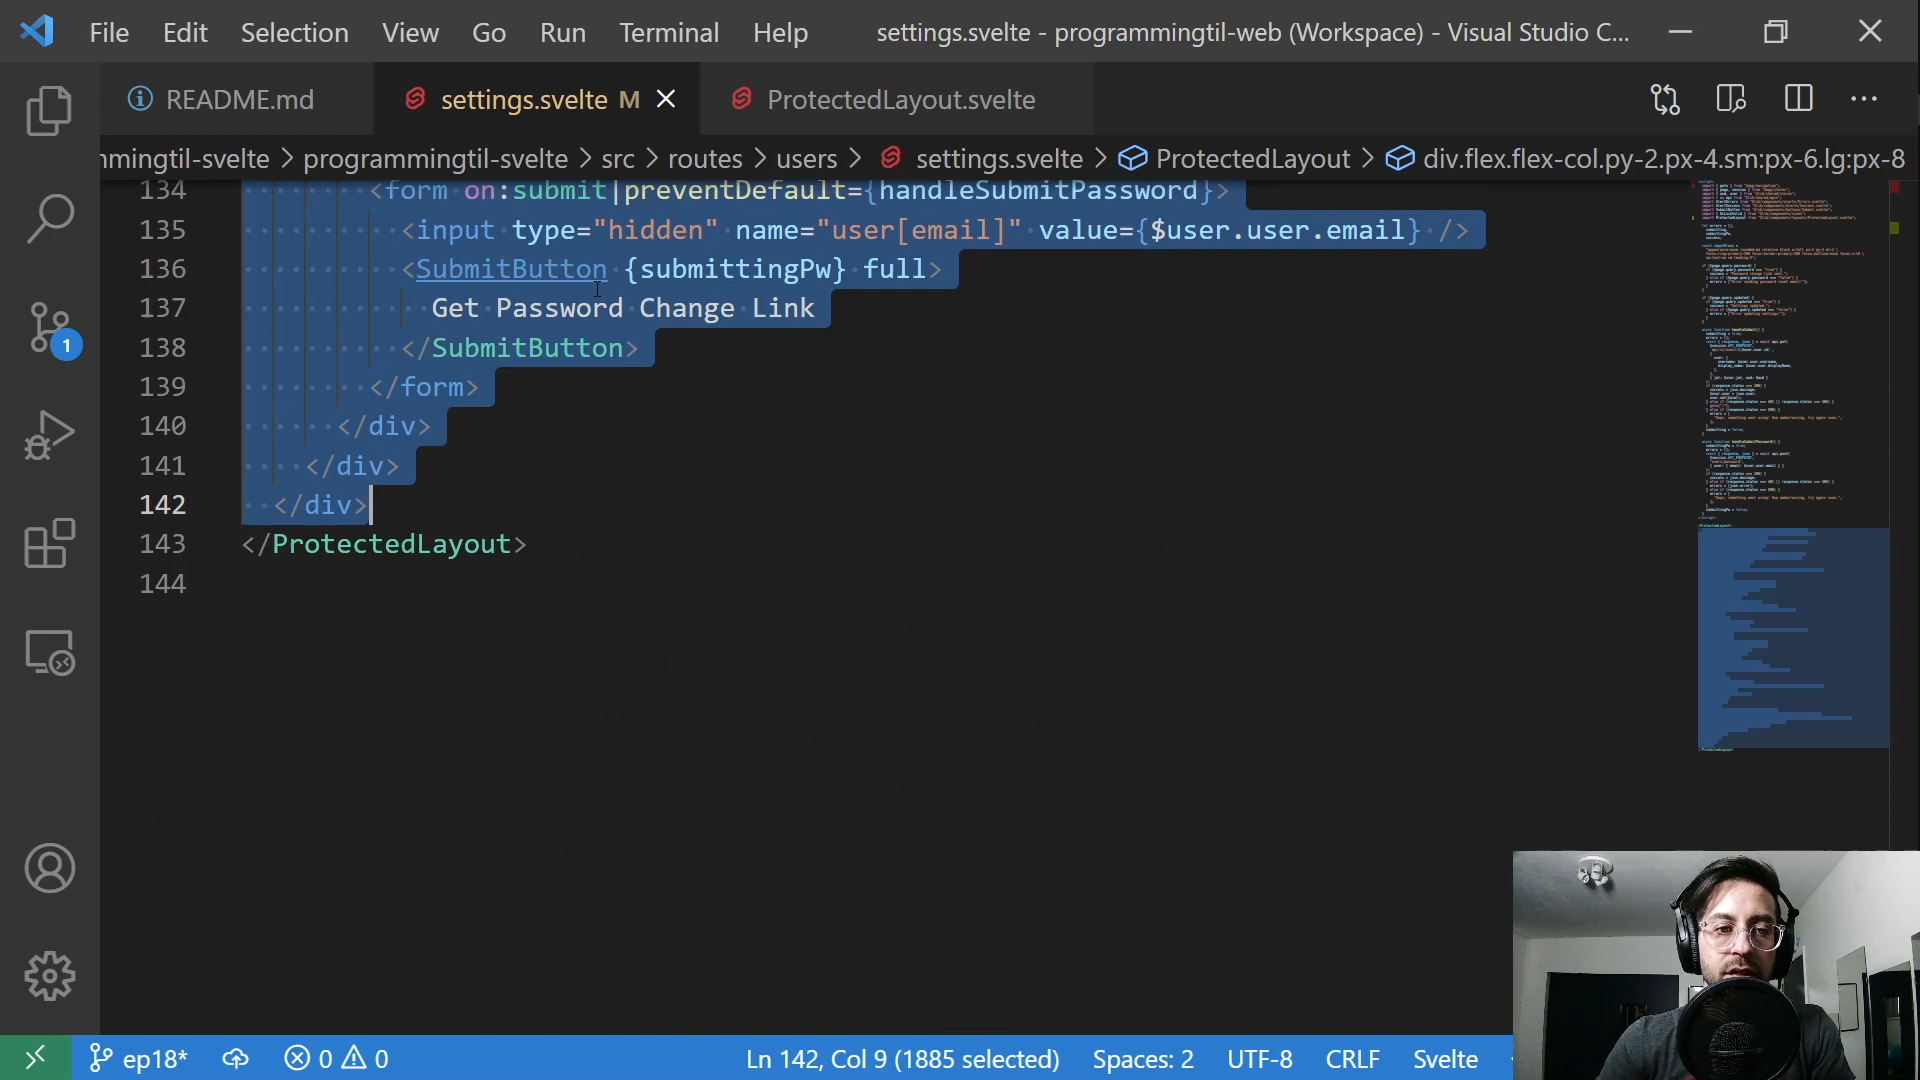 File Edit Selection View Go Run Terminal Help settings.svelte - programmingtil-web (Workspace) - Visual Studio C...
README.md settings.svelte M ProtectedLayout.svelte
mmingtil-svelte > programmingtil-svelte > src > routes > users > settings.svelte > ProtectedLayout > div.flex.flex-col.py-2.px-4.sm:px-6.lg:px-8
134 <form on:submit|preventDefault={handleSubmitPassword}>
135 <input type="hidden" name="user[email]" value={$user.user.email} />
136 <SubmitButton {submittingPw} full>
137 Get Password Change Link
138 </SubmitButton>
139 </form>
140 </div>
141 </div>
142 </div>
143 </ProtectedLayout>
144
1
ep18* 0 0 Ln 142, Col 9 (1885 selected) Spaces: 2 UTF-8 CRLF Svelte